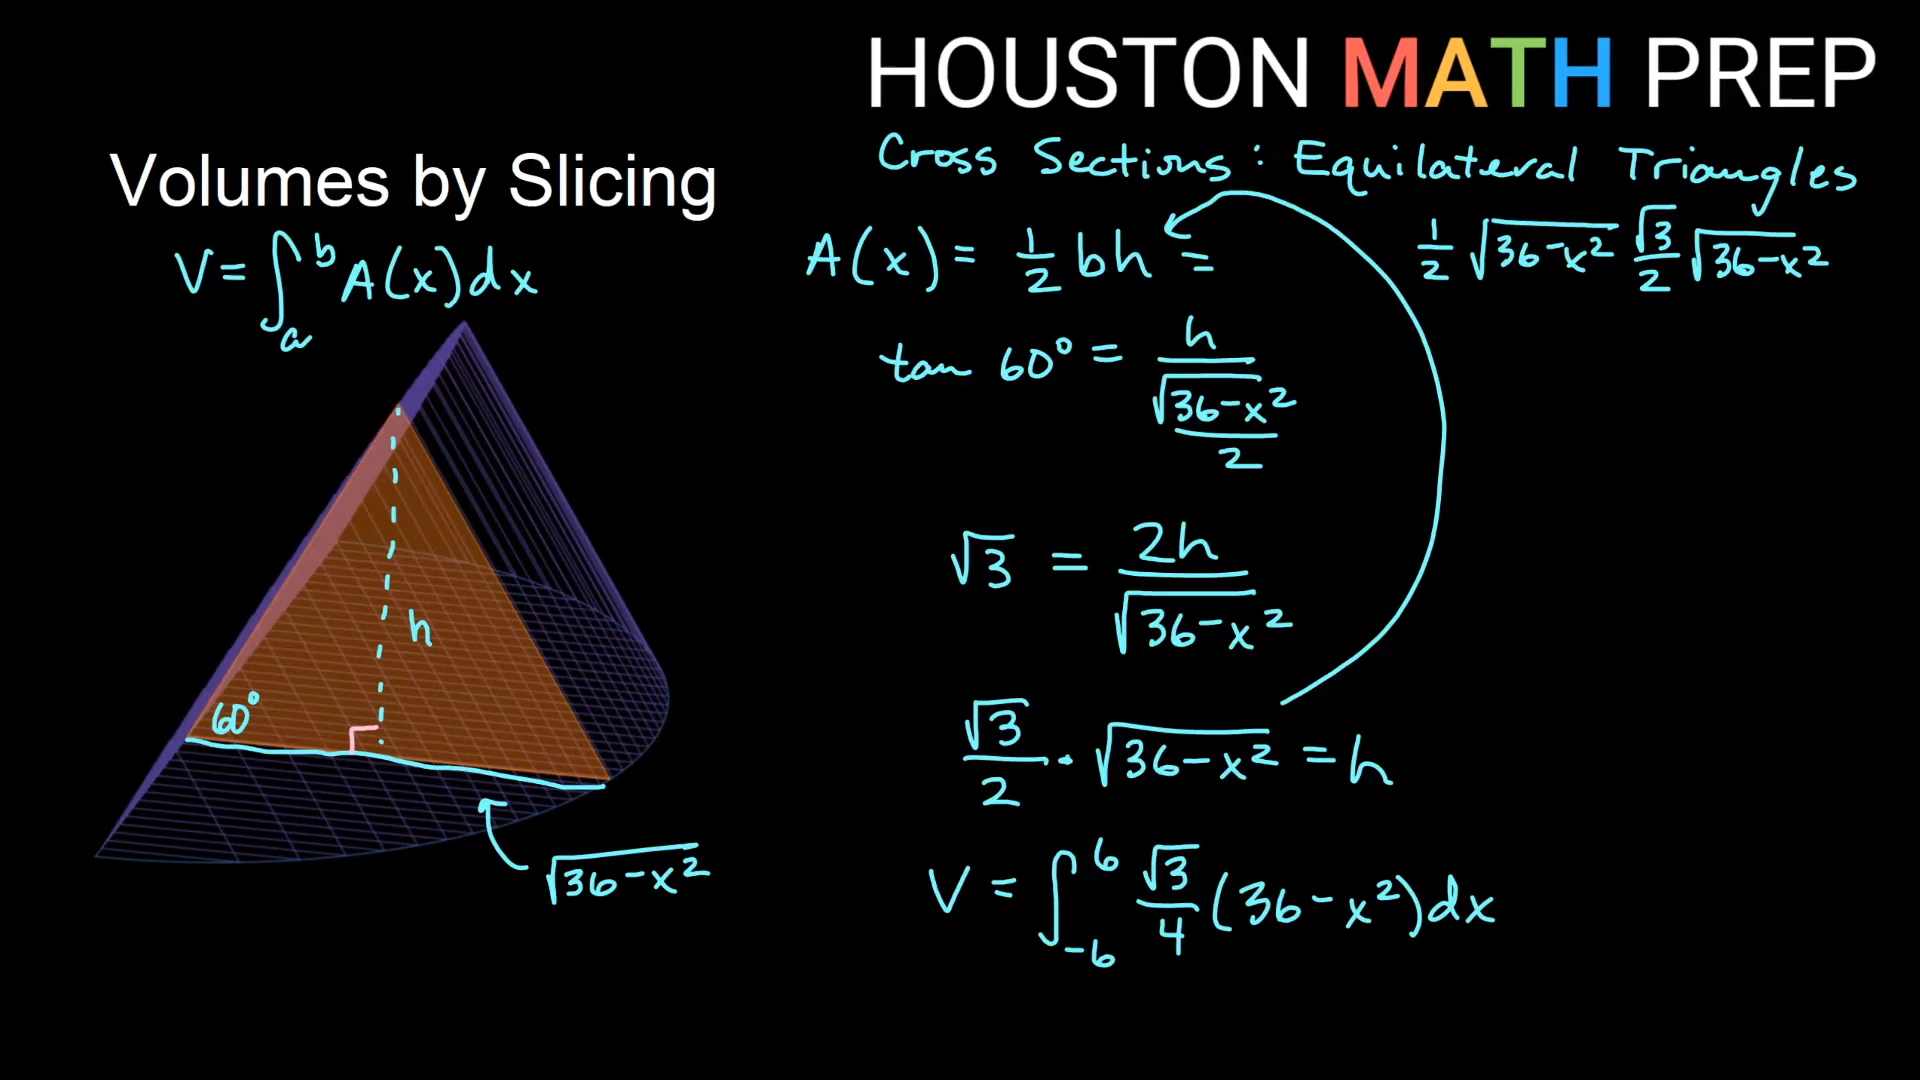 HOUSTON MATH PREP
Volumes by Slicing
V = ∫_a^b A(x) dx
60°
h
√(36-x²)
Cross Sections: Equilateral Triangles
A(x) = 1/2 bh = 1/2 √(36-x²) √3/2 √(36-x²)
tan 60° = h / (√(36-x²)/2)
√3 = 2h / √(36-x²)
√3/2 · √(36-x²) = h
V = ∫_-6^6 √3/4 (36-x²) dx